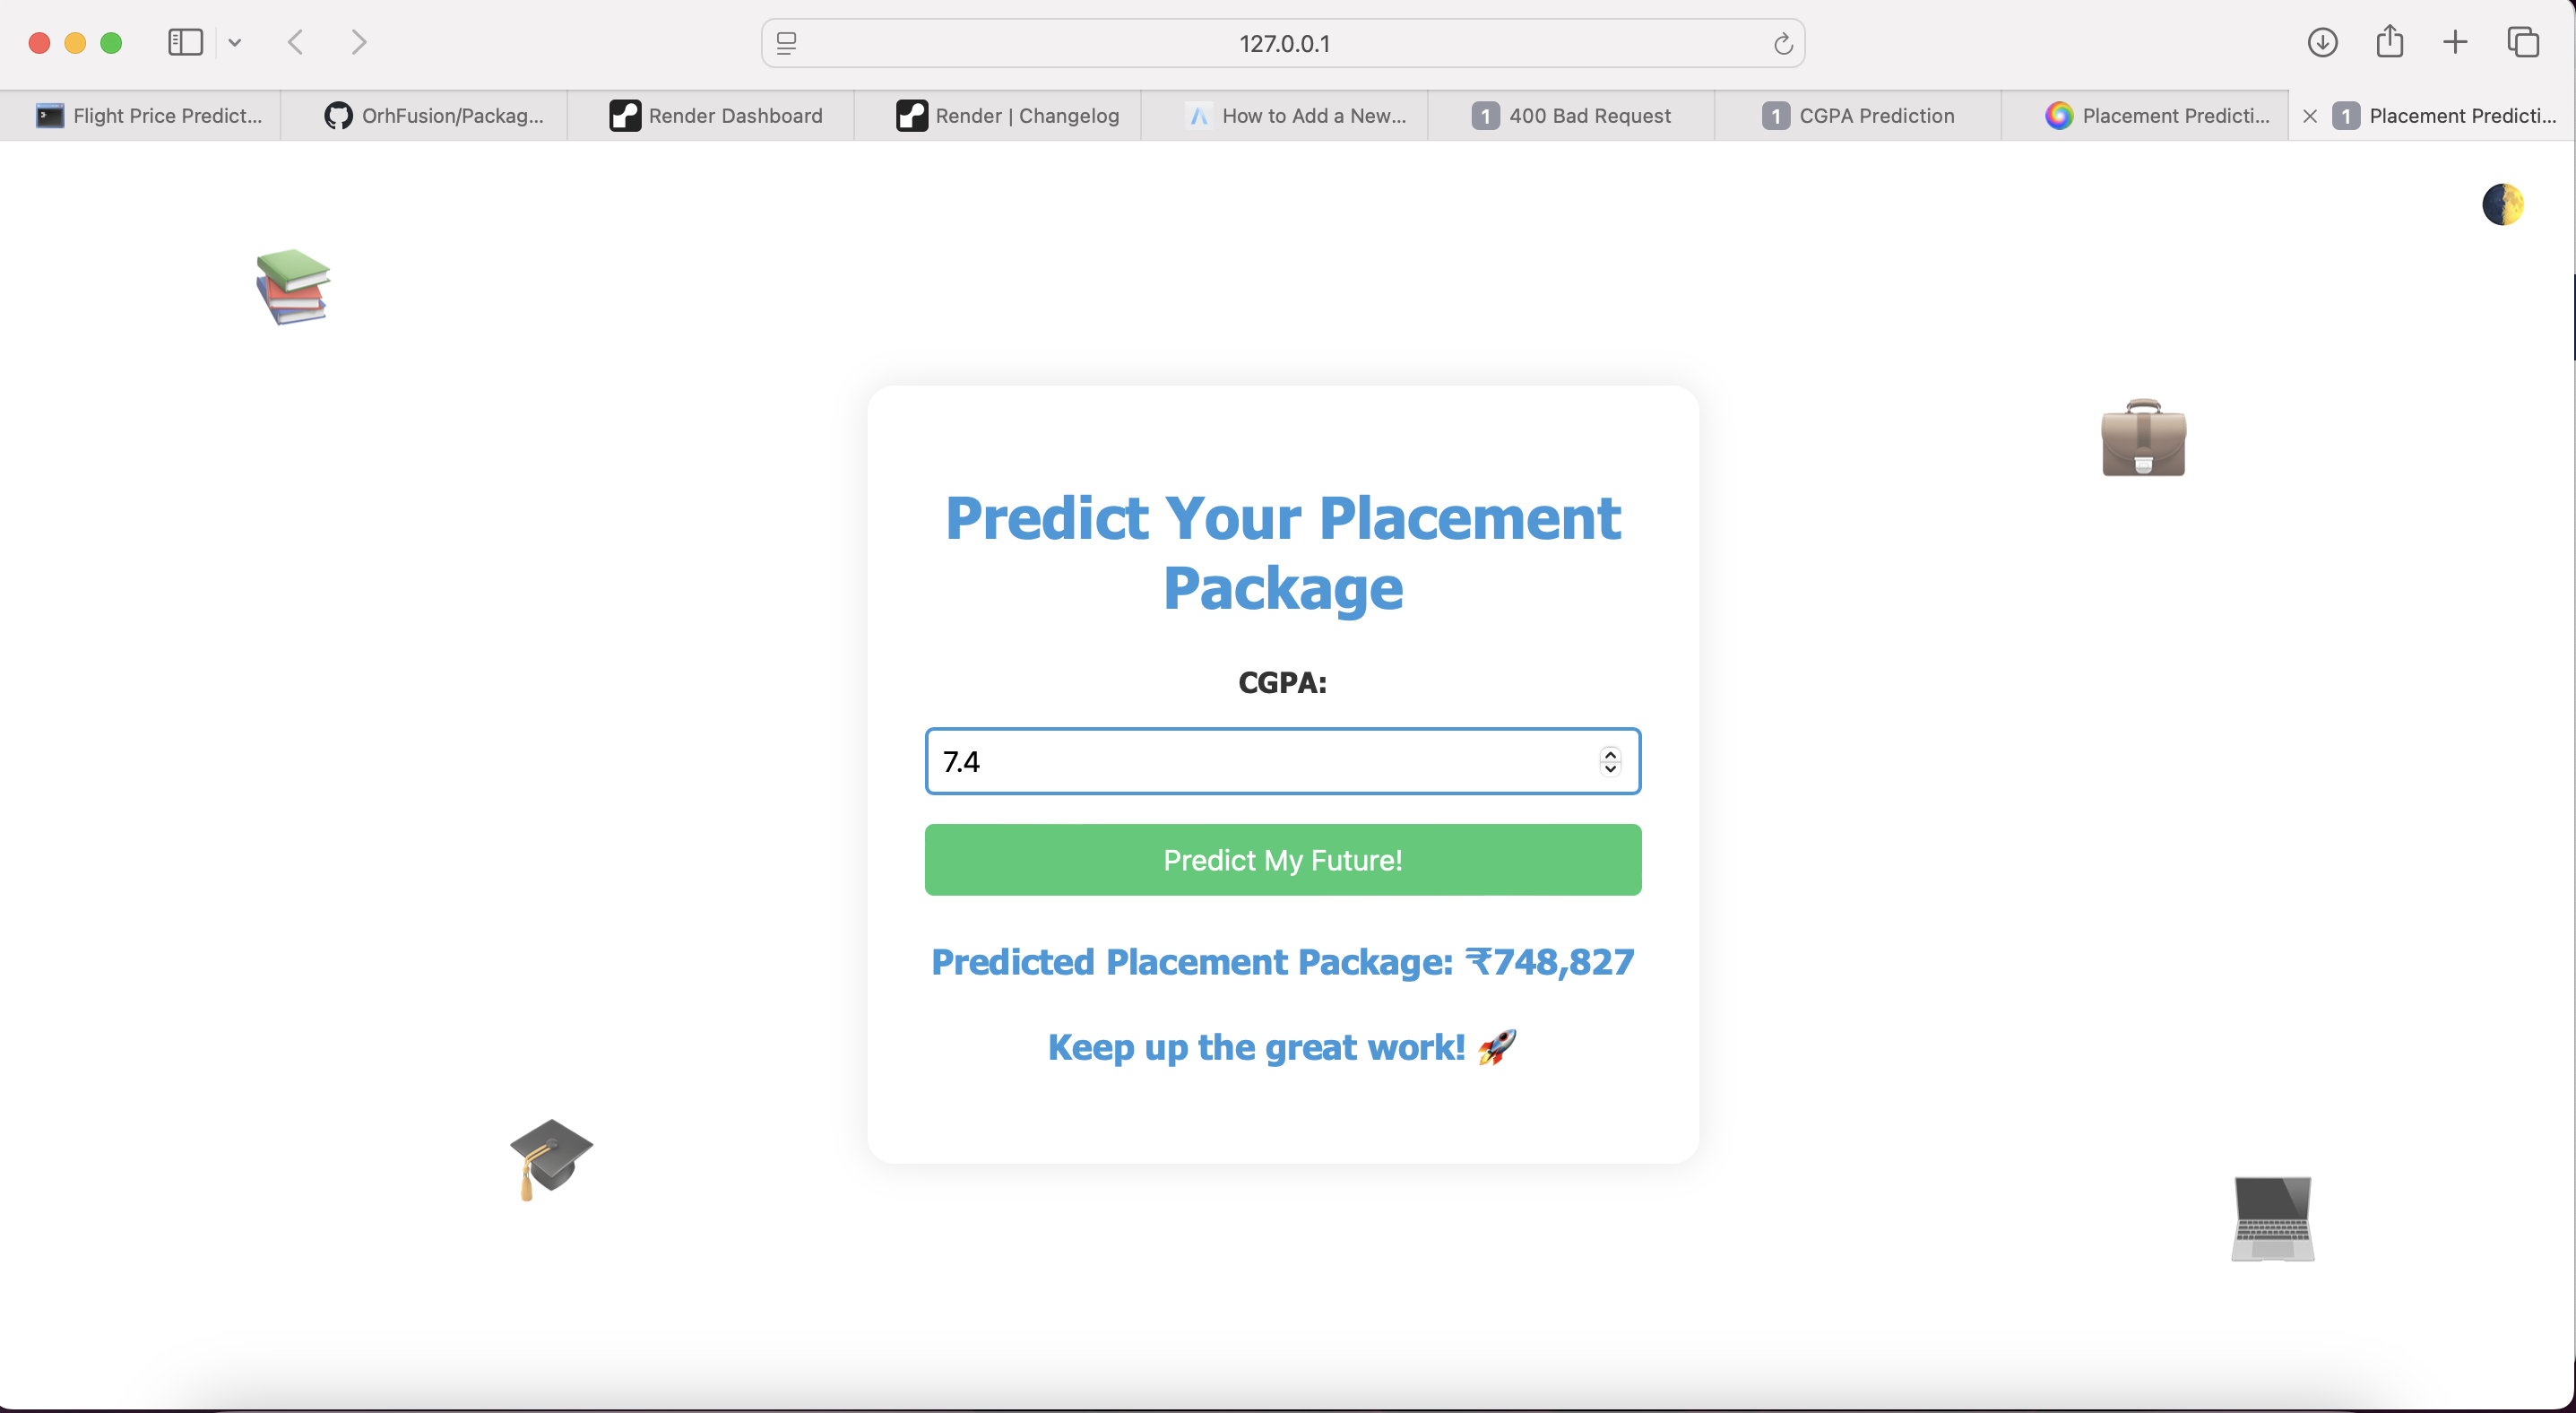 127.0.0.1
Flight Price Predict...
OrhFusion/Packag...
Render Dashboard
Render | Changelog
How to Add a New...
1 400 Bad Request
1 CGPA Prediction
Placement Predicti...
1 Placement Predicti...
Predict Your Placement
Package
CGPA:
7.4
Predict My Future!
Predicted Placement Package: ₹748,827
Keep up the great work! 🚀